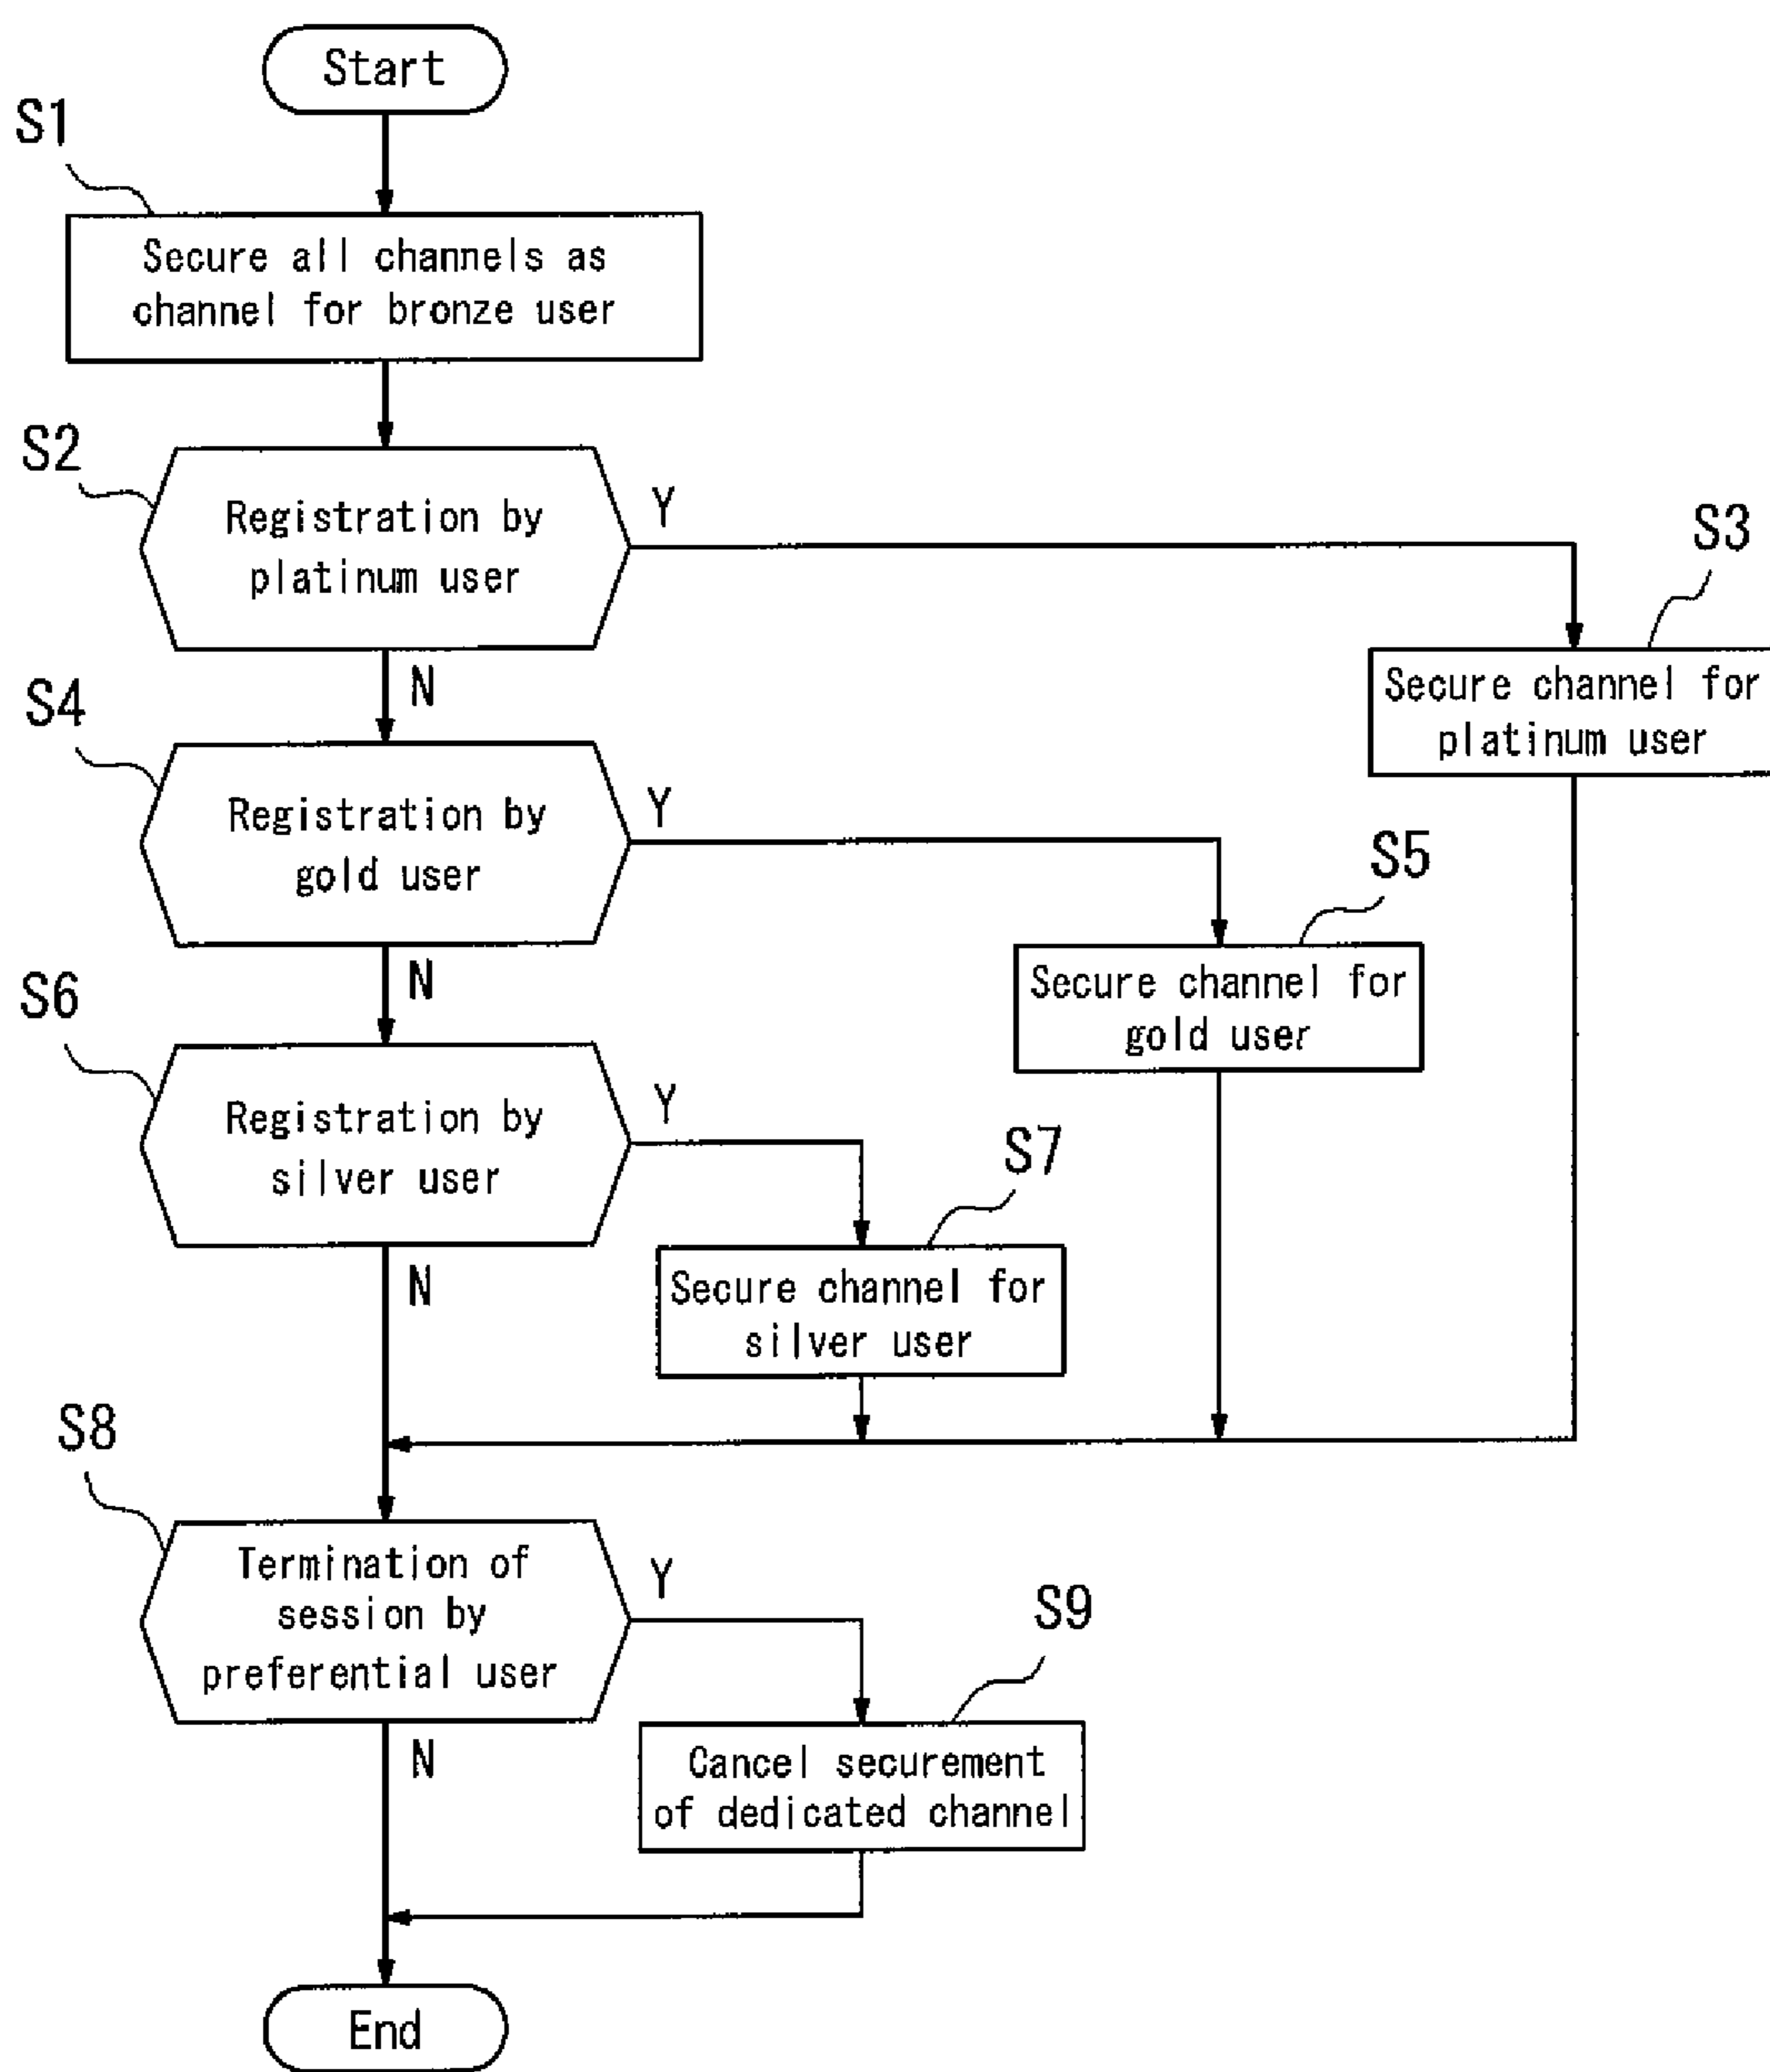 Start
S1
Secure all channels as
channel for bronze user
S2
Registration by
platinum user
Y
N
S3
Secure channel for
platinum user
S4
Registration by
gold user
Y
N
S5
Secure channel for
gold user
S6
Registration by
silver user
Y
N
S7
Secure channel for
silver user
S8
Termination of
session by
preferential user
Y
N
S9
Cancel securement
of dedicated channel
End